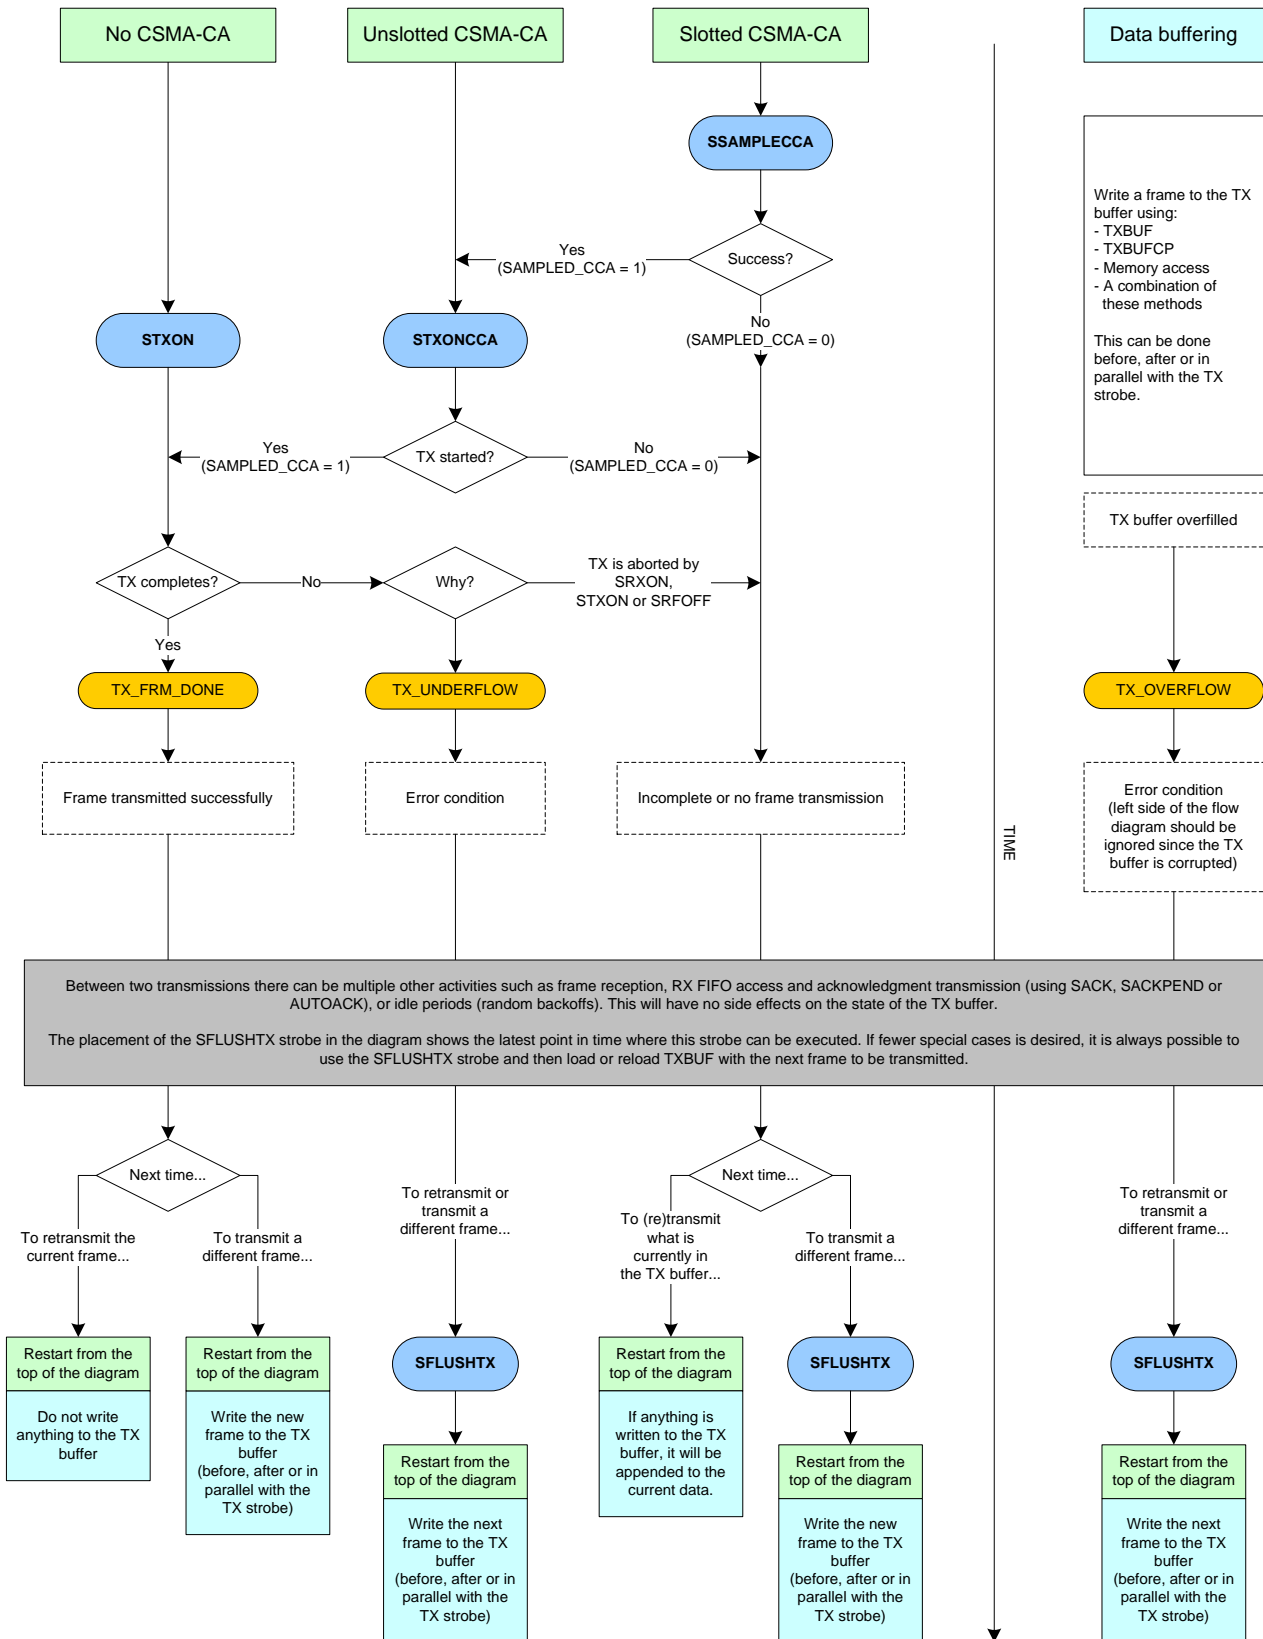 No CSMA-CA
Unslotted CSMA-CA
Slotted CSMA-CA
Data buffering
SSAMPLECCA
Write a frame to the TX
buffer using:
- TXBUF
- TXBUFCP
- Memory access
- A combination of
these methods
This can be done
before, after or in
parallel with the TX
strobe.
Yes
(SAMPLED_CCA = 1)
Success?
No
(SAMPLED_CCA = 0)
STXON
STXONCCA
Yes
(SAMPLED_CCA = 1)
TX started?
No
(SAMPLED_CCA = 0)
TX buffer overfilled
TX completes?
No
Why?
TX is aborted by
SRXON,
STXON or SRFOFF
Yes
TX_FRM_DONE
TX_UNDERFLOW
TX_OVERFLOW
Frame transmitted successfully
Error condition
Incomplete or no frame transmission
TIME
Error condition
(left side of the flow
diagram should be
ignored since the TX
buffer is corrupted)
Between two transmissions there can be multiple other activities such as frame reception, RX FIFO access and acknowledgment transmission (using SACK, SACKPEND or
AUTOACK), or idle periods (random backoffs). This will have no side effects on the state of the TX buffer.
The placement of the SFLUSHTX strobe in the diagram shows the latest point in time where this strobe can be executed. If fewer special cases is desired, it is always possible to
use the SFLUSHTX strobe and then load or reload TXBUF with the next frame to be transmitted.
Next time...
To retransmit the
current frame...
To transmit a
different frame...
To retransmit or
transmit a
different frame...
Next time...
To (re)transmit
what is
currently in
the TX buffer...
To transmit a
different frame...
To retransmit or
transmit a
different frame...
Restart from the
top of the diagram
Do not write
anything to the TX
buffer
Restart from the
top of the diagram
Write the new
frame to the TX
buffer
(before, after or in
parallel with the
TX strobe)
SFLUSHTX
Restart from the
top of the diagram
Write the next
frame to the TX
buffer
(before, after or in
parallel with the
TX strobe)
Restart from the
top of the diagram
If anything is
written to the TX
buffer, it will be
appended to the
current data.
SFLUSHTX
Restart from the
top of the diagram
Write the new
frame to the TX
buffer
(before, after or in
parallel with the
TX strobe)
SFLUSHTX
Restart from the
top of the diagram
Write the next
frame to the TX
buffer
(before, after or in
parallel with the
TX strobe)